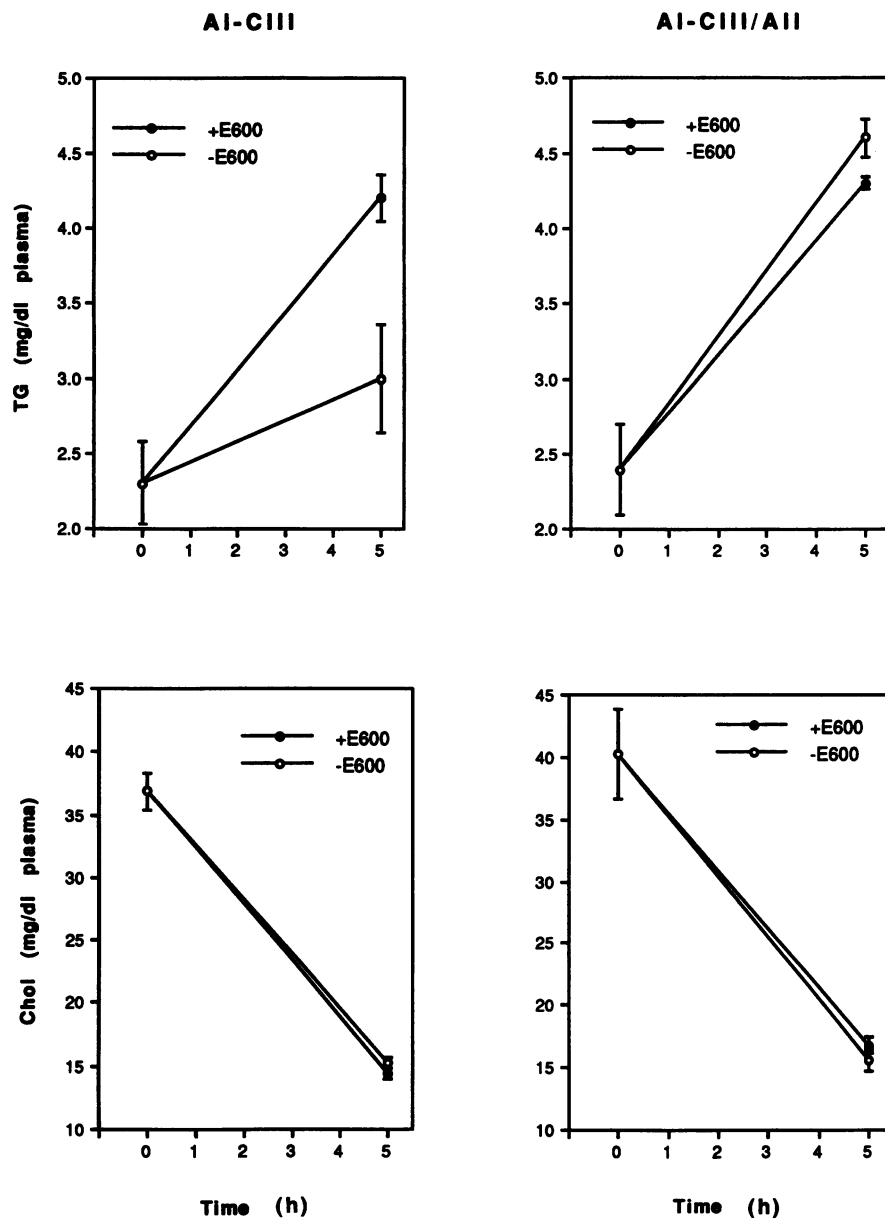 AI-CIII
AI-CIII/AII
TG (mg/dl plasma)
5.0
4.5
4.0
3.5
3.0
2.5
2.0
+E600
-E600
0 1 2 3 4 5
5.0
4.5
4.0
3.5
3.0
2.5
2.0
+E600
-E600
0 1 2 3 4 5
Chol (mg/dl plasma)
45
40
35
30
25
20
15
10
+E600
-E600
0 1 2 3 4 5
Time (h)
45
40
35
30
25
20
15
10
+E600
-E600
0 1 2 3 4 5
Time (h)